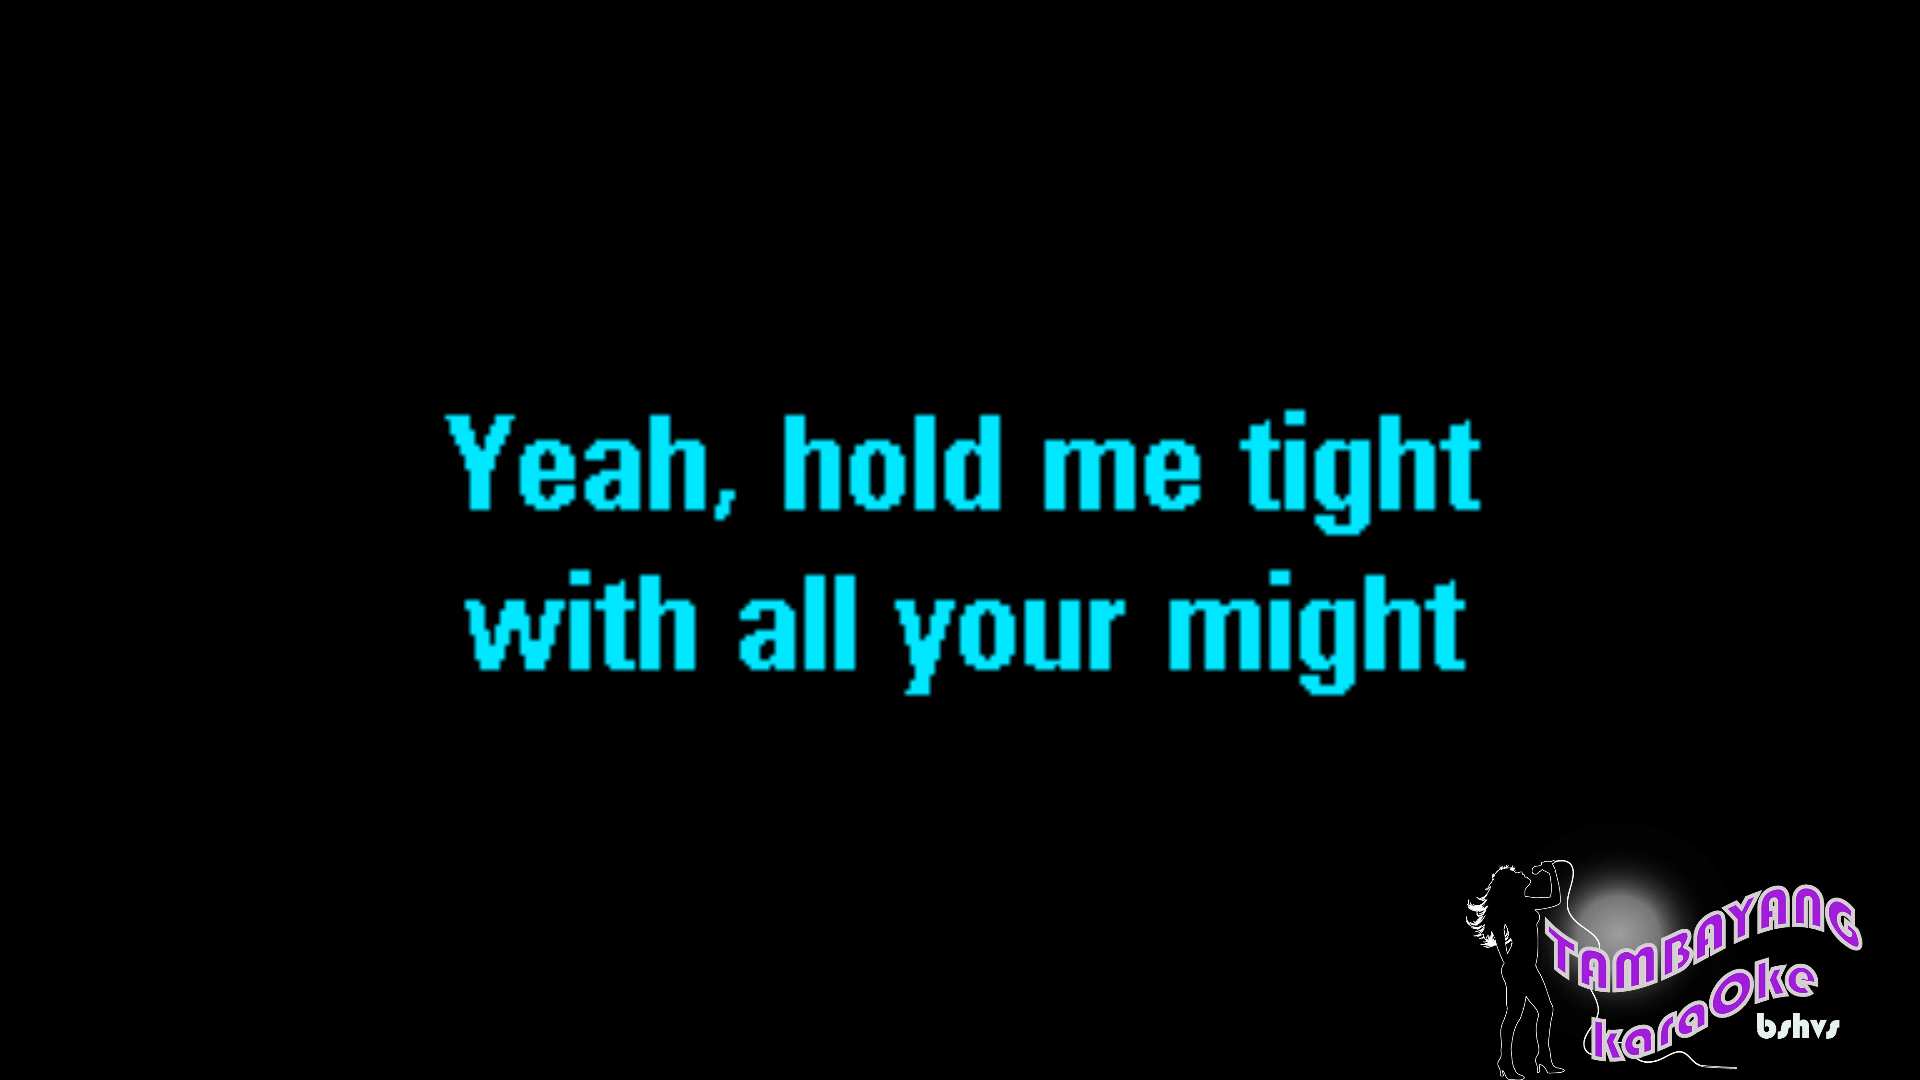 Yeah, hold me tight
with all your might
TAMBAYANG
karaOke
bshvs